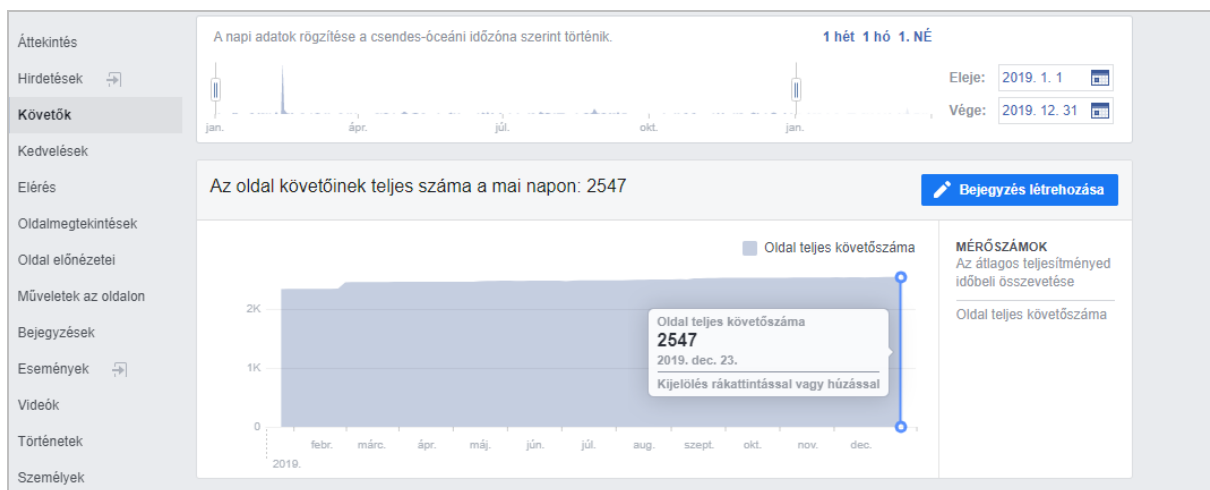 Áttekintés
Hirdetések
Követők
Kedvelések
Elérés
Oldalmegtekintések
Oldal előnézetei
Műveletek az oldalon
Bejegyzések
Események
Videók
Történetek
Személyek
A napi adatok rögzítése a csendes-óceáni időzóna szerint történik.
1 hét 1 hó 1. NÉ
jan. ápr. júl. okt. jan.
Eleje: 2019. 1. 1
Vége: 2019. 12. 31
Az oldal követőinek teljes száma a mai napon: 2547
Bejegyzés létrehozása
Oldal teljes követőszáma
2K
1K
0
Oldal teljes követőszáma
2547
2019. dec. 23.
Kijelölés rákattintással vagy húzással
febr. márc. ápr. máj. jún. júl. aug. szept. okt. nov. dec.
2019.
MÉRŐSZÁMOK
Az átlagos teljesítményed
időbeli összevetése
Oldal teljes követőszáma